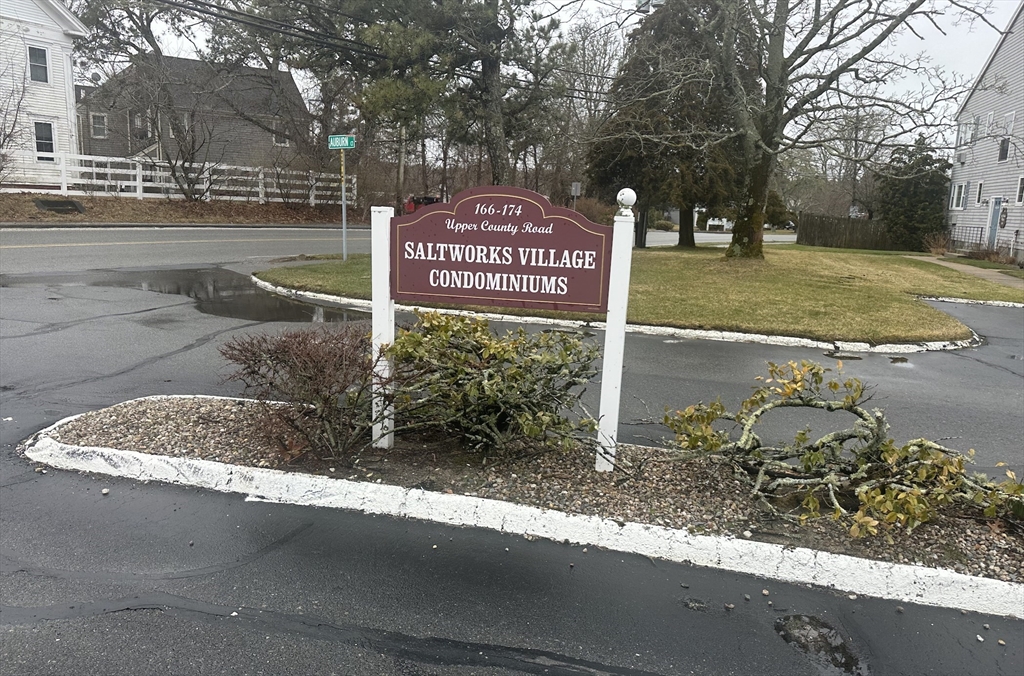 AUBURN
166-174
Upper County Road
SALTWORKS VILLAGE
CONDOMINIUMS